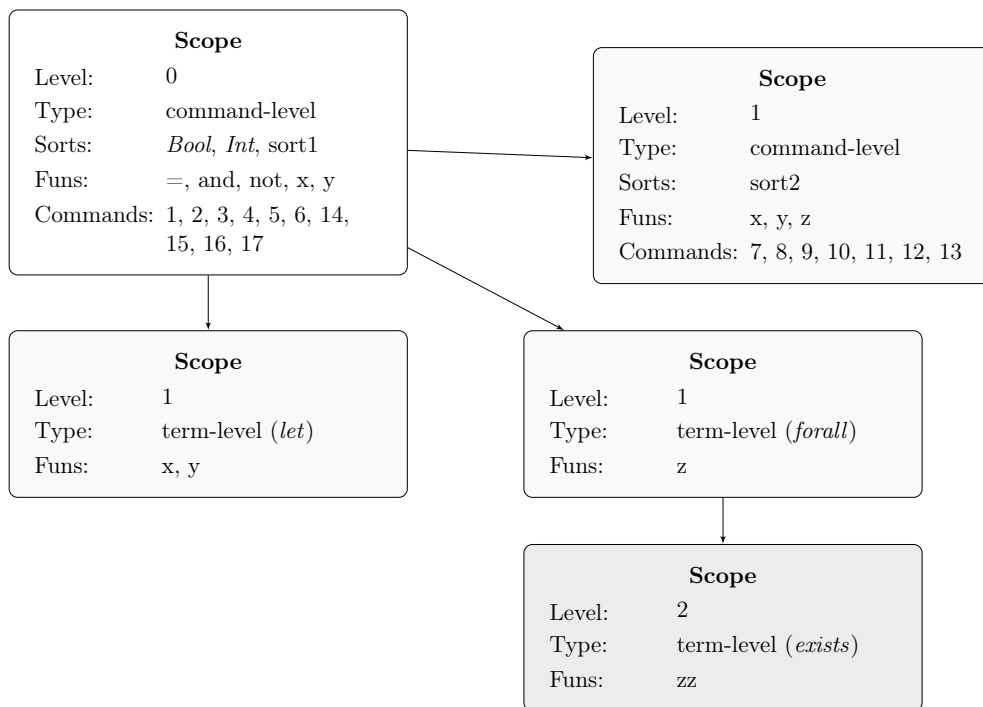 Scope
Level: 0
Type: command-level
Sorts: Bool, Int, sort1
Funs: =, and, not, x, y
Commands: 1, 2, 3, 4, 5, 6, 14,
15, 16, 17
Scope
Level: 1
Type: command-level
Sorts: sort2
Funs: x, y, z
Commands: 7, 8, 9, 10, 11, 12, 13
Scope
Level: 1
Type: term-level (let)
Funs: x, y
Scope
Level: 1
Type: term-level (forall)
Funs: z
Scope
Level: 2
Type: term-level (exists)
Funs: zz